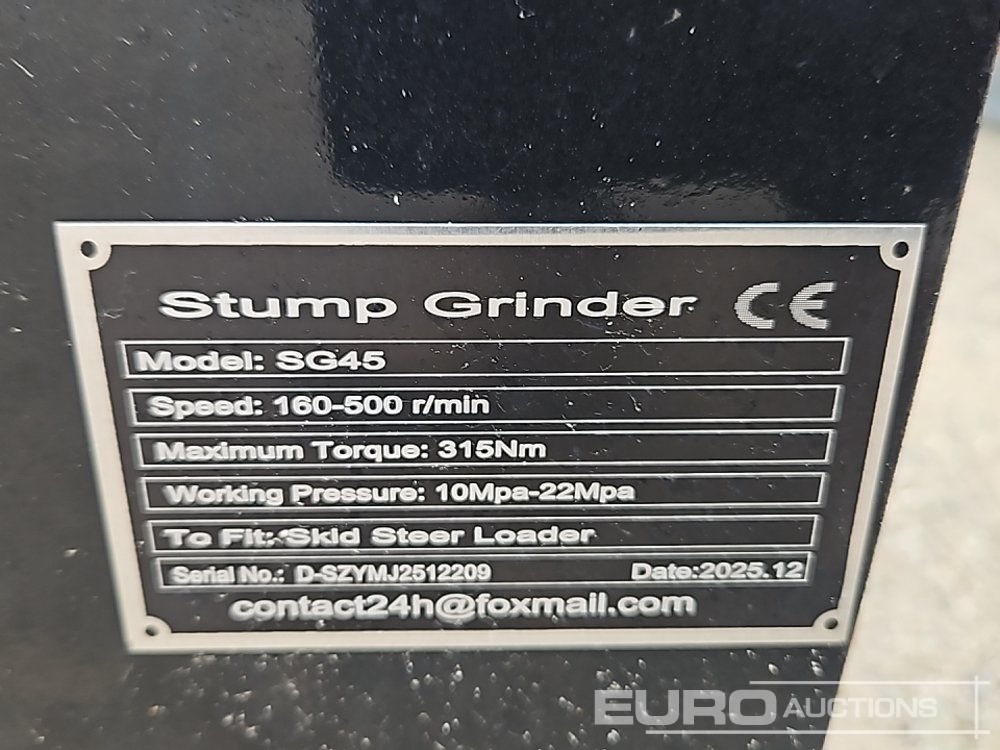 Stump Grinder CE
Model: SG45
Speed: 160-500 r/min
Maximum Torque: 315Nm
Working Pressure: 10Mpa-22Mpa
To Fit: Skid Steer Loader
Serial No.: D-SZYMJ2512209 Date:2025.12
contact24h@foxmail.com
EURO AUCTIONS